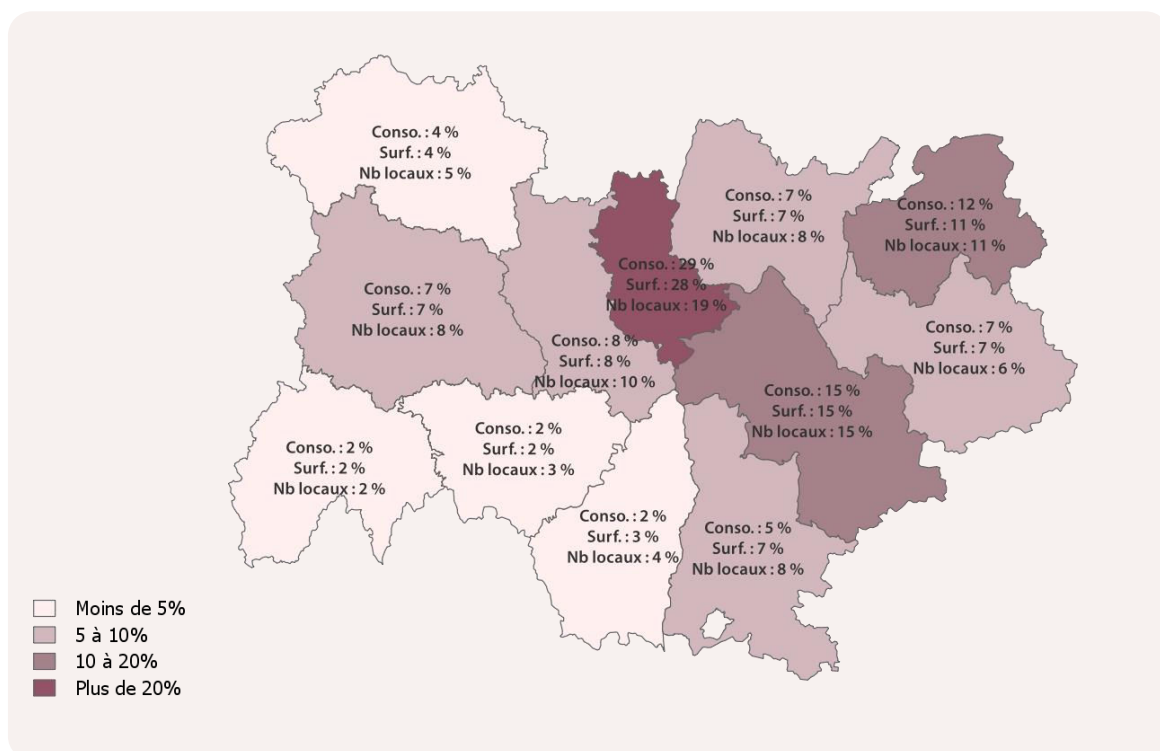 Conso. : 4 %
Surf. : 4 %
Nb locaux : 5 %
Conso. : 7 %
Surf. : 7 %
Nb locaux : 8 %
Conso. : 12 %
Surf. : 11 %
Nb locaux : 11 %
Conso. : 29 %
Surf. : 28 %
Nb locaux : 19 %
Conso. : 7 %
Surf. : 7 %
Nb locaux : 8 %
Conso. : 8 %
Surf. : 8 %
Nb locaux : 10 %
Conso. : 7 %
Surf. : 7 %
Nb locaux : 6 %
Conso. : 15 %
Surf. : 15 %
Nb locaux : 15 %
Conso. : 2 %
Surf. : 2 %
Nb locaux : 2 %
Conso. : 2 %
Surf. : 2 %
Nb locaux : 3 %
Conso. : 2 %
Surf. : 3 %
Nb locaux : 4 %
Conso. : 5 %
Surf. : 7 %
Nb locaux : 8 %
Moins de 5%
5 à 10%
10 à 20%
Plus de 20%